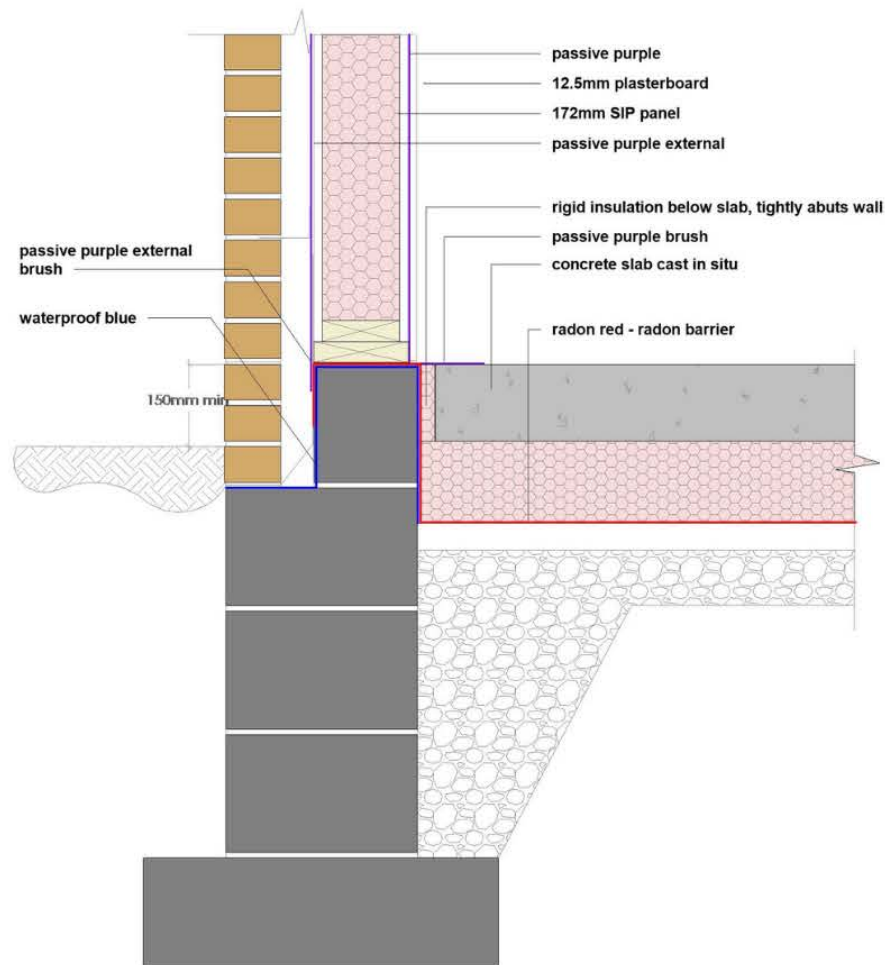 passive purple
12.5mm plasterboard
172mm SIP panel
passive purple external
rigid insulation below slab, tightly abuts wall
passive purple brush
concrete slab cast in situ
radon red - radon barrier
passive purple external
brush
waterproof blue
150mm min